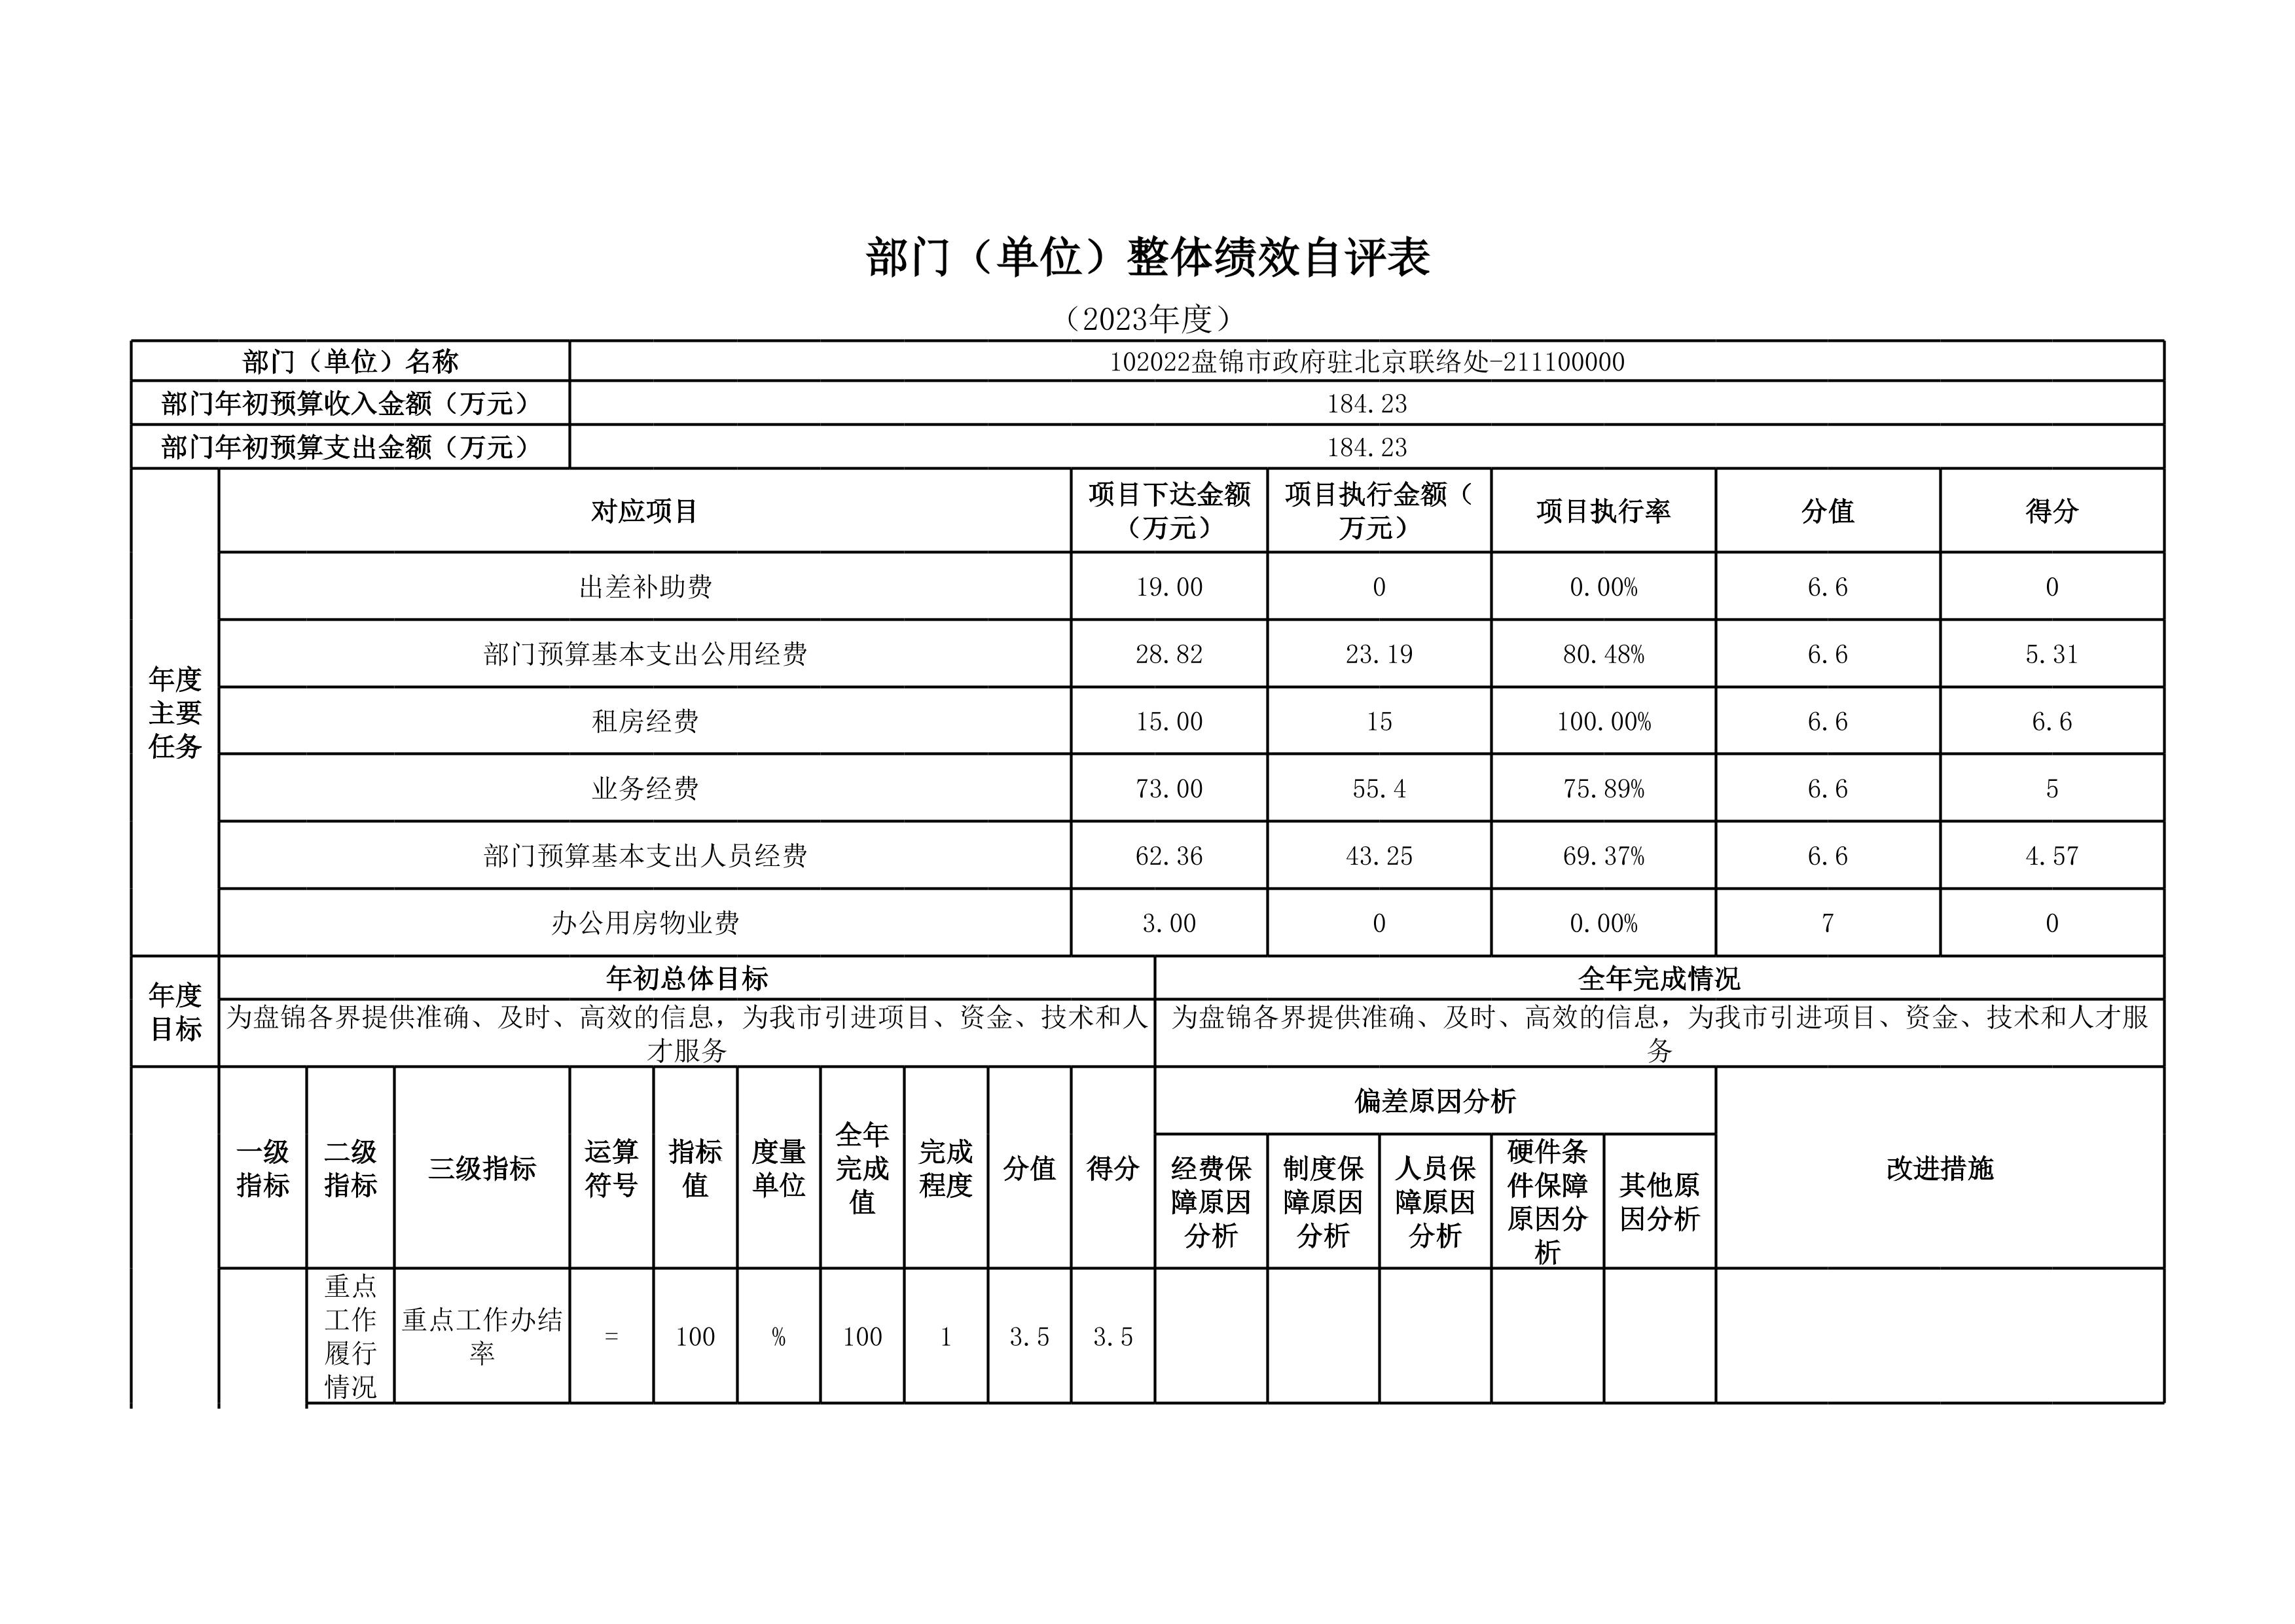 部门（单位）整体绩效自评表
（2023年度）
部门（单位）名称 102022盘锦市政府驻北京联络处-211100000
部门年初预算收入金额（万元） 184.23
部门年初预算支出金额（万元） 184.23
年度
主要
任务
对应项目 项目下达金额（万元） 项目执行金额（万元） 项目执行率 分值 得分
出差补助费 19.00 0 0.00% 6.6 0
部门预算基本支出公用经费 28.82 23.19 80.48% 6.6 5.31
租房经费 15.00 15 100.00% 6.6 6.6
业务经费 73.00 55.4 75.89% 6.6 5
部门预算基本支出人员经费 62.36 43.25 69.37% 6.6 4.57
办公用房物业费 3.00 0 0.00% 7 0
年度
目标
年初总体目标 全年完成情况
为盘锦各界提供准确、及时、高效的信息，为我市引进项目、资金、技术和人
才服务
为盘锦各界提供准确、及时、高效的信息，为我市引进项目、资金、技术和人才服
务
一级
指标
二级
指标
三级指标
运算
符号
指标
值
度量
单位
全年
完成
值
完成
程度
分值
得分
偏差原因分析
经费保
障原因
分析
制度保
障原因
分析
人员保
障原因
分析
硬件条
件保障
原因分
析
其他原
因分析
改进措施
重点
工作
履行
情况
重点工作办结
率
= 100 % 100 1 3.5 3.5